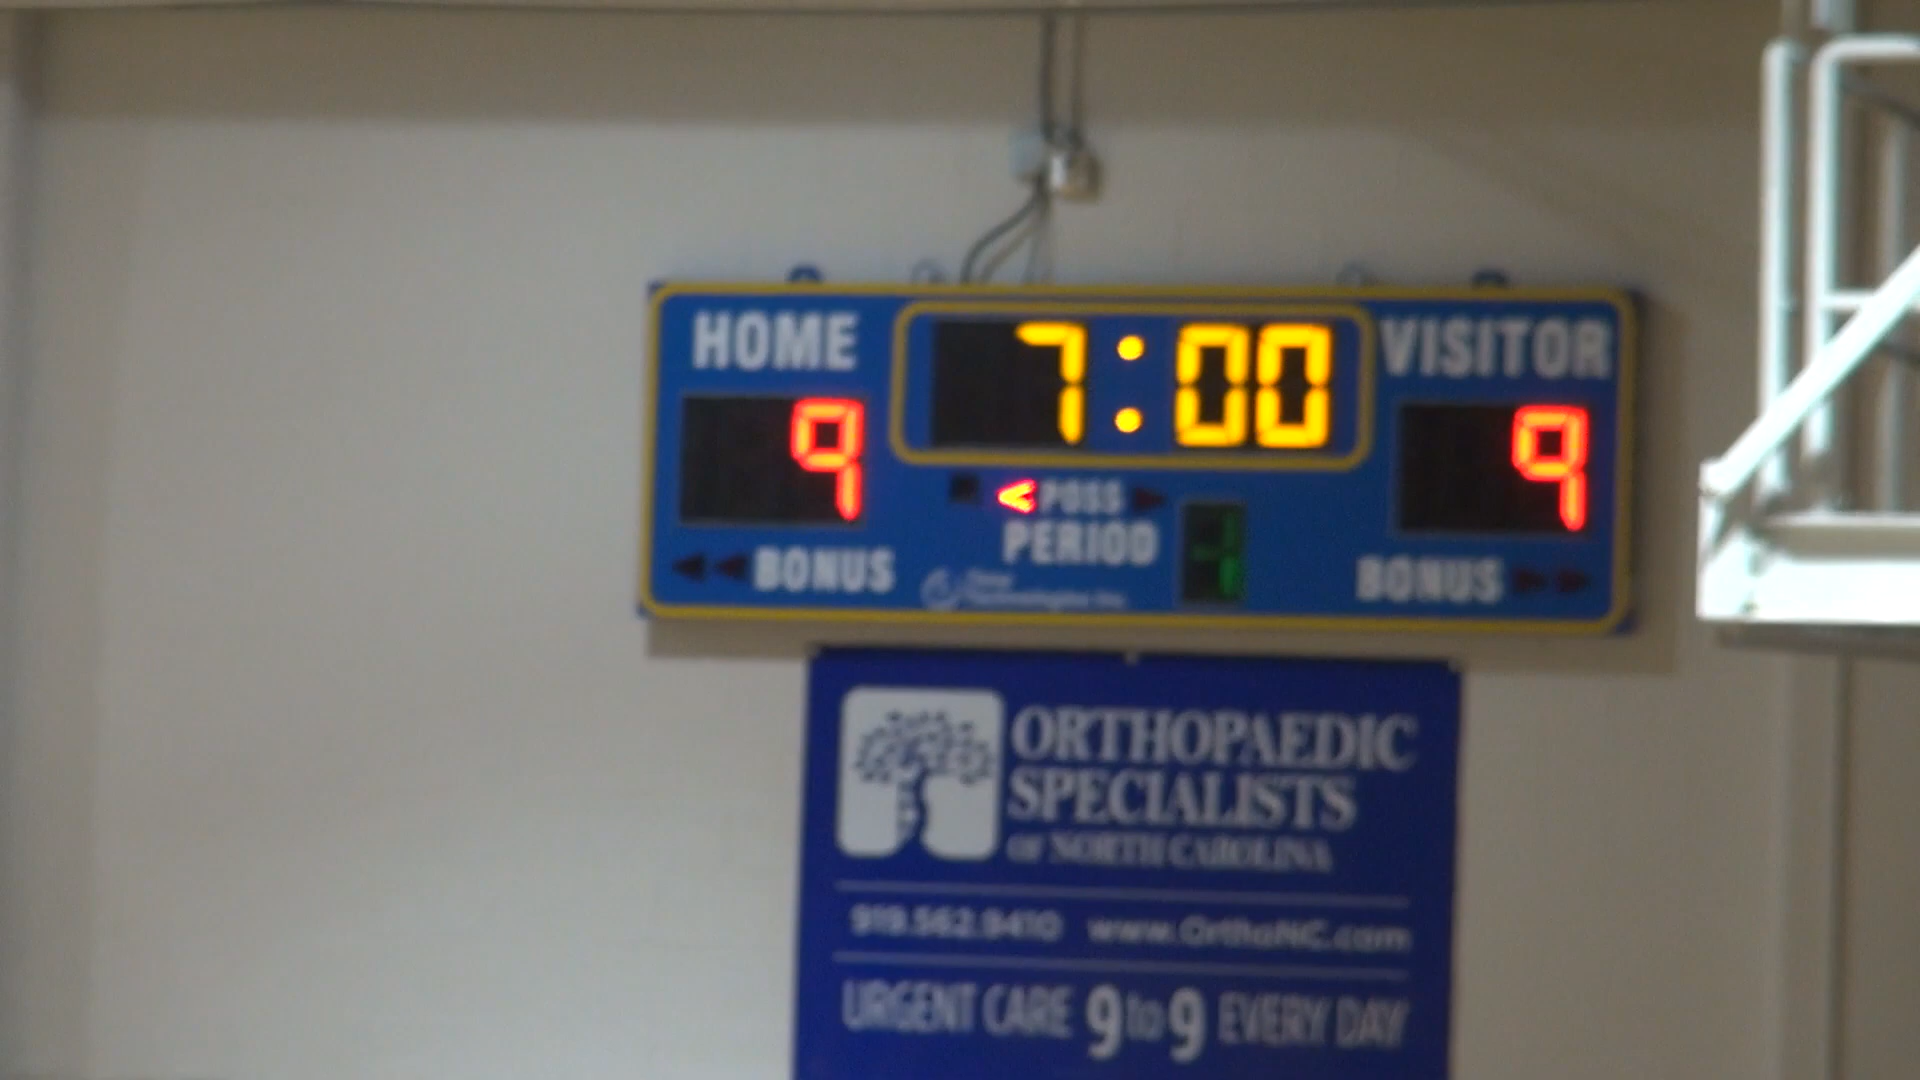 HOME 7:00 VISITOR
9 9
POSS
PERIOD
BONUS BONUS
ORTHOPAEDIC
SPECIALISTS
OF NORTH CAROLINA
919.562.9410 www.OrthoNC.com
URGENT CARE 9 to 9 EVERY DAY